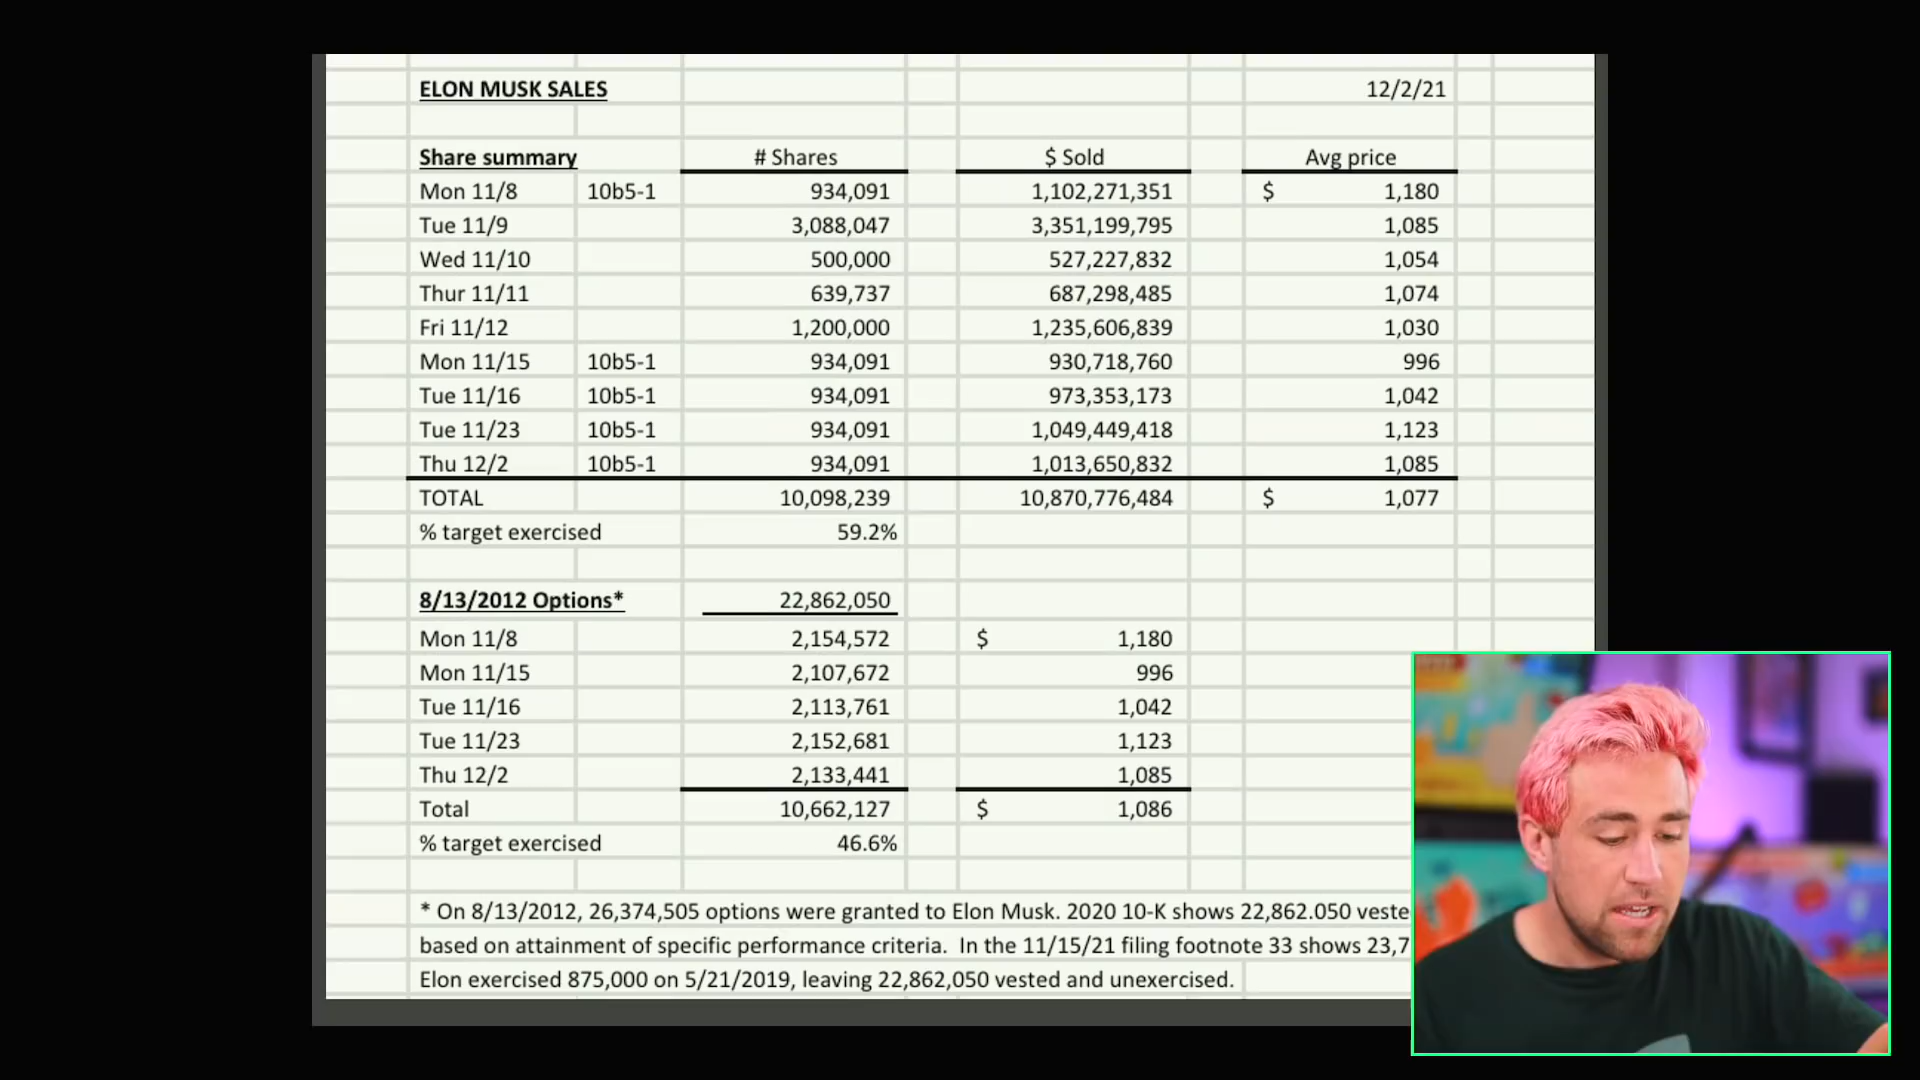 ELON MUSK SALES 12/2/21
Share summary # Shares $ Sold Avg price
Mon 11/8 10b5-1 934,091 1,102,271,351 $ 1,180
Tue 11/9 3,088,047 3,351,199,795 1,085
Wed 11/10 500,000 527,227,832 1,054
Thur 11/11 639,737 687,298,485 1,074
Fri 11/12 1,200,000 1,235,606,839 1,030
Mon 11/15 10b5-1 934,091 930,718,760 996
Tue 11/16 10b5-1 934,091 973,353,173 1,042
Tue 11/23 10b5-1 934,091 1,049,449,418 1,123
Thu 12/2 10b5-1 934,091 1,013,650,832 1,085
TOTAL 10,098,239 10,870,776,484 $ 1,077
% target exercised 59.2%
8/13/2012 Options* 22,862,050
Mon 11/8 2,154,572 $ 1,180
Mon 11/15 2,107,672 996
Tue 11/16 2,113,761 1,042
Tue 11/23 2,152,681 1,123
Thu 12/2 2,133,441 1,085
Total 10,662,127 $ 1,086
% target exercised 46.6%
* On 8/13/2012, 26,374,505 options were granted to Elon Musk. 2020 10-K shows 22,862.050 veste
based on attainment of specific performance criteria. In the 11/15/21 filing footnote 33 shows 23,7
Elon exercised 875,000 on 5/21/2019, leaving 22,862,050 vested and unexercised.